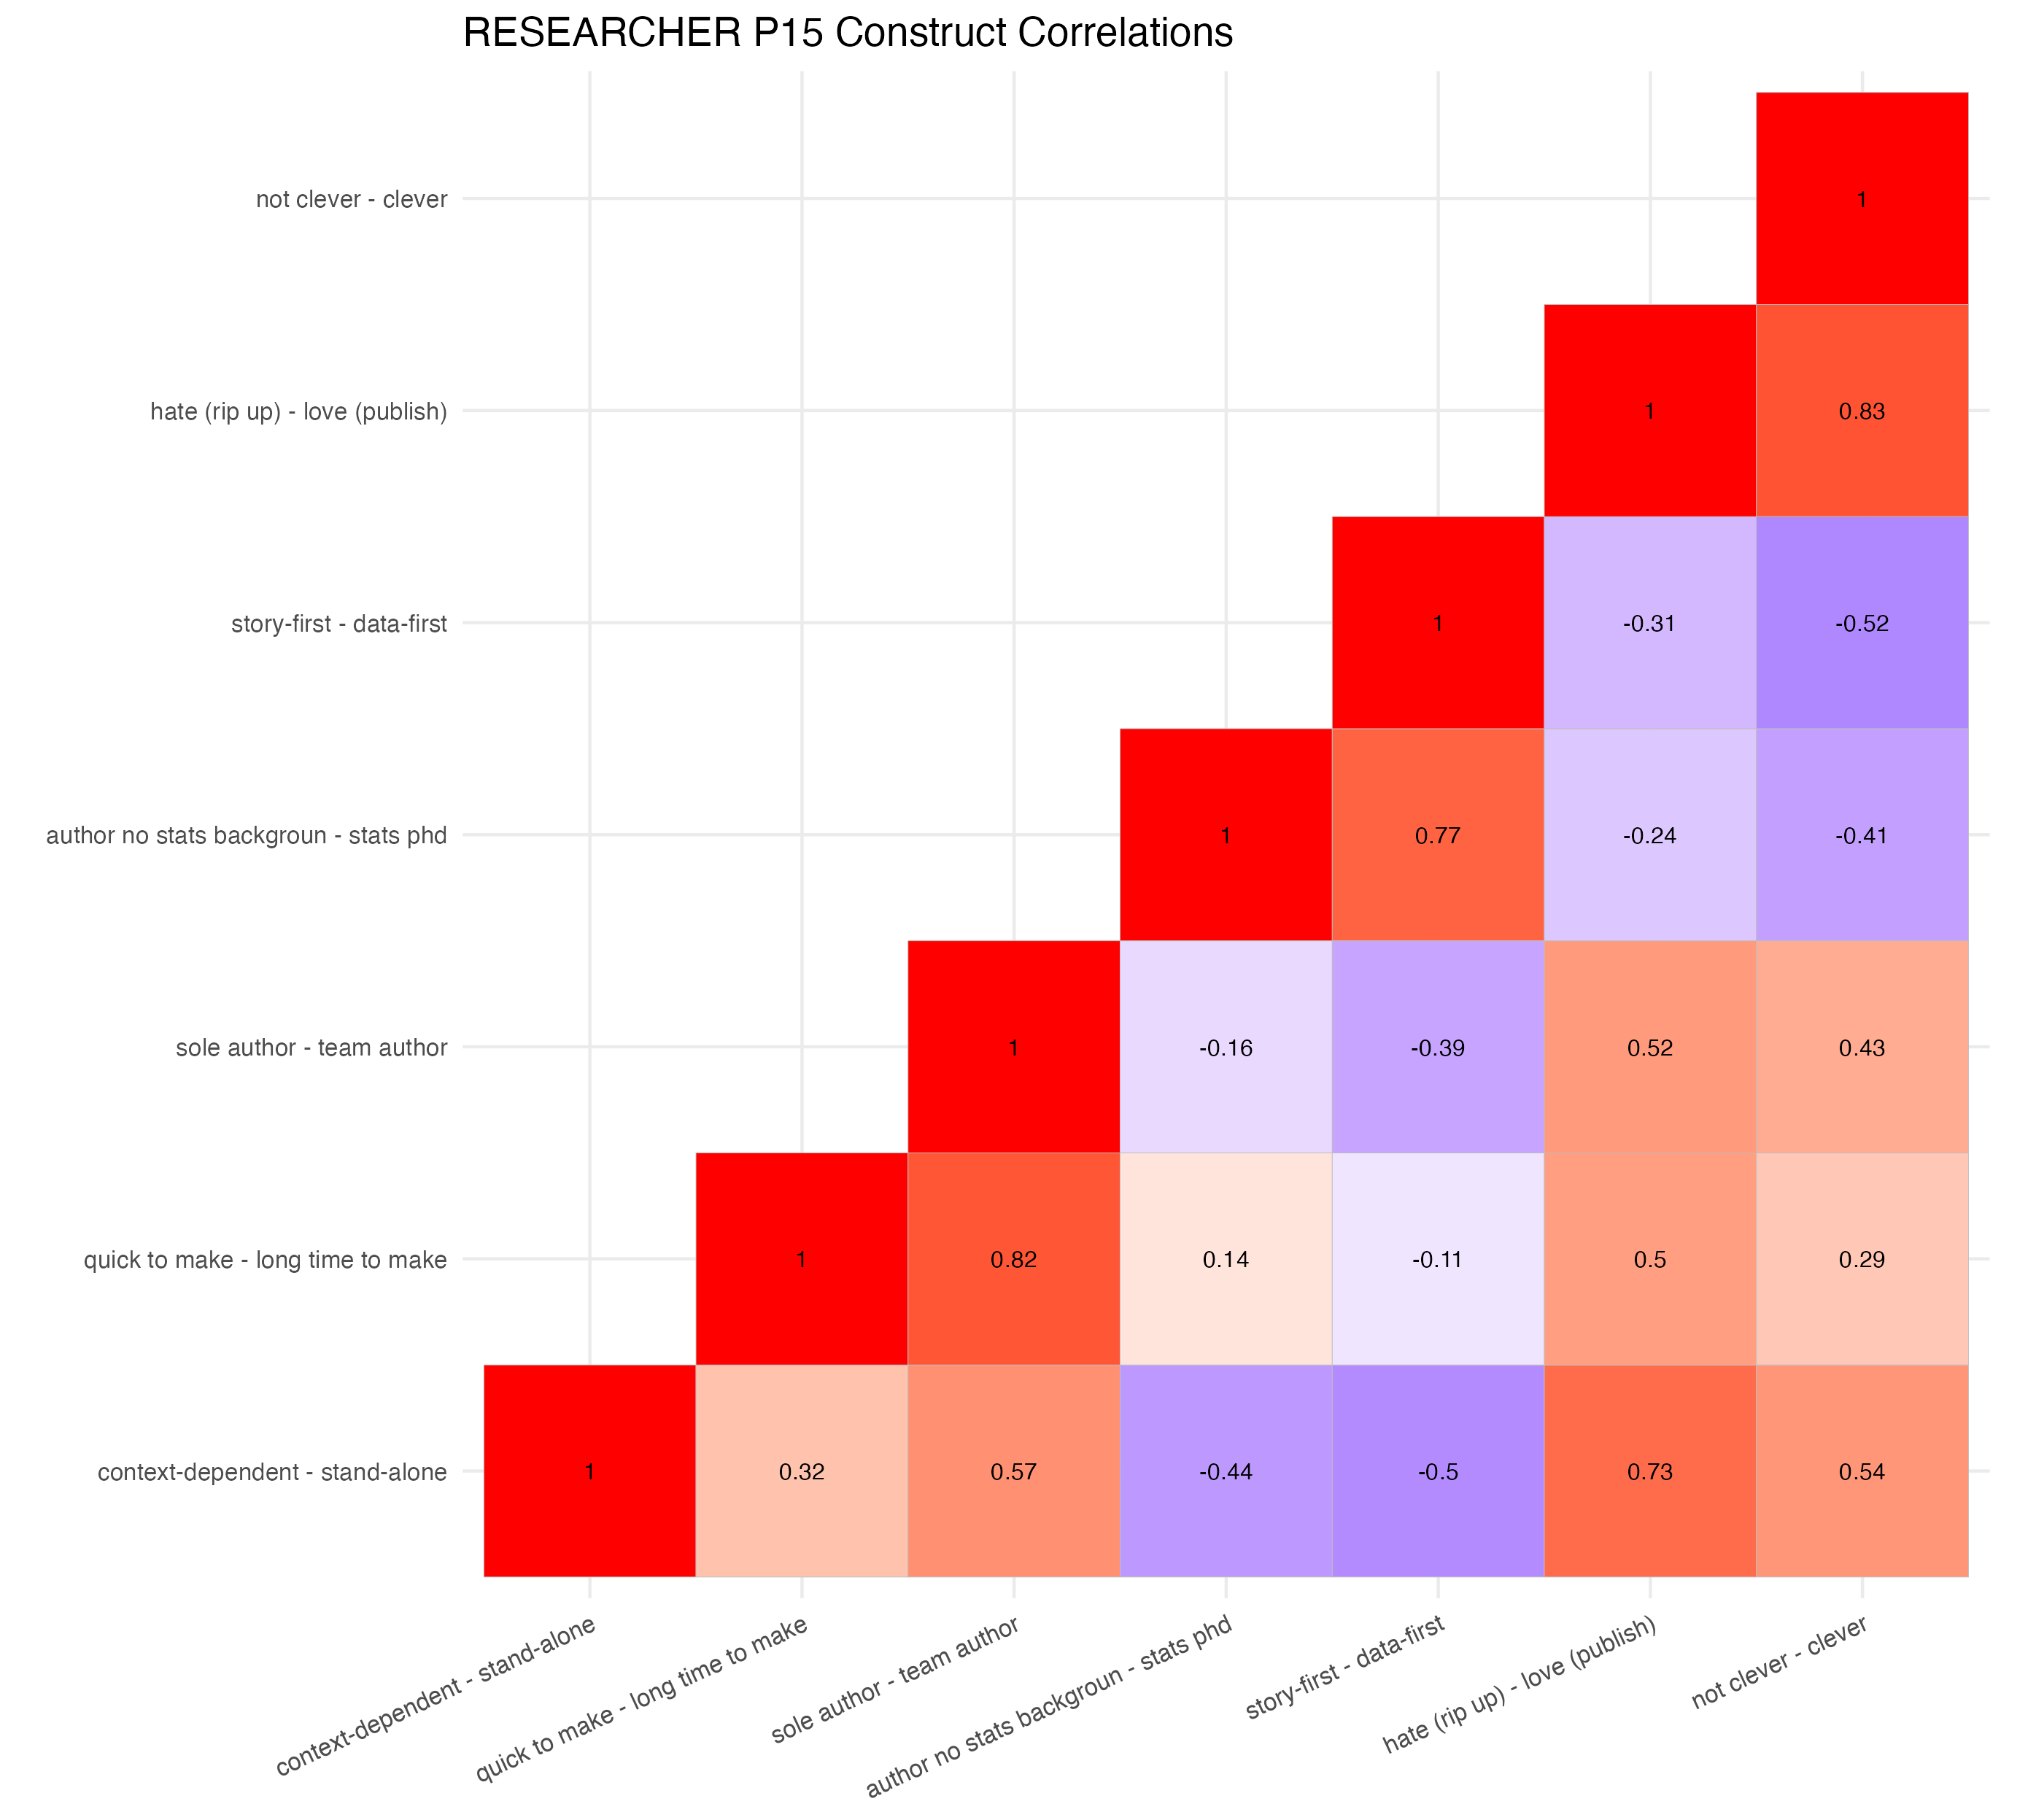 RESEARCHER P15 Construct Correlations
not clever - clever
1
hate (rip up) - love (publish)
1
0.83
story-first - data-first
1
-0.31
-0.52
author no stats backgroun - stats phd
1
0.77
-0.24
-0.41
sole author - team author
1
-0.16
-0.39
0.52
0.43
quick to make - long time to make
1
0.82
0.14
-0.11
0.5
0.29
context-dependent - stand-alone
1
0.32
0.57
-0.44
-0.5
0.73
0.54
context-dependent - stand-alone
quick to make - long time to make
sole author - team author
author no stats backgroun - stats phd
story-first - data-first
hate (rip up) - love (publish)
not clever - clever